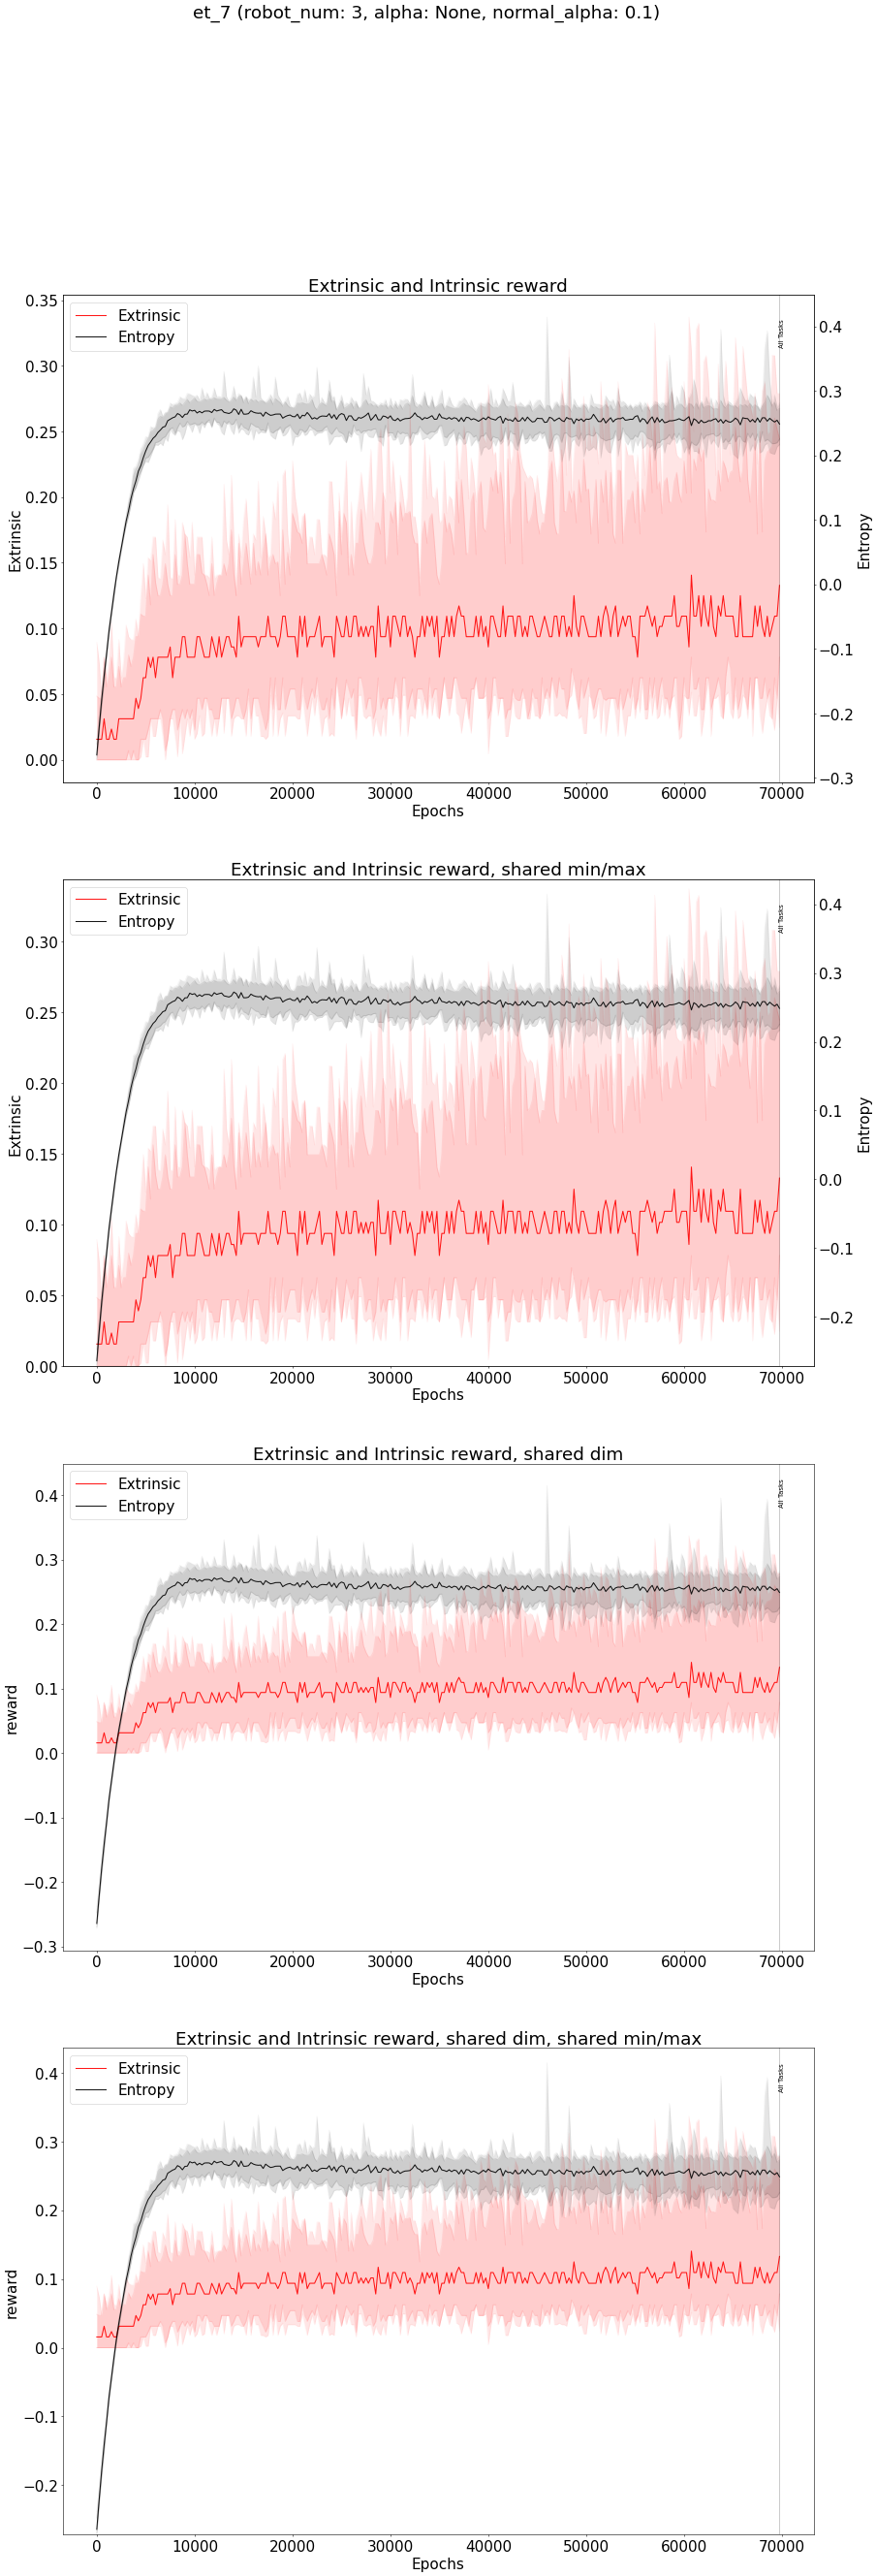 et_7 (robot_num: 3, alpha: None, normal_alpha: 0.1)
Extrinsic and Intrinsic reward
Extrinsic
Entropy
All Tasks
0.35
0.30
0.25
0.20
0.15
0.10
0.05
0.00
Extrinsic
0.4
0.3
0.2
0.1
0.0
−0.1
−0.2
−0.3
Entropy
0 10000 20000 30000 40000 50000 60000 70000
Epochs
Extrinsic and Intrinsic reward, shared min/max
Extrinsic
Entropy
All Tasks
0.30
0.25
0.20
0.15
0.10
0.05
0.00
Extrinsic
0.4
0.3
0.2
0.1
0.0
−0.1
−0.2
Entropy
0 10000 20000 30000 40000 50000 60000 70000
Epochs
Extrinsic and Intrinsic reward, shared dim
Extrinsic
Entropy
All Tasks
0.4
0.3
0.2
0.1
0.0
−0.1
−0.2
−0.3
reward
0 10000 20000 30000 40000 50000 60000 70000
Epochs
Extrinsic and Intrinsic reward, shared dim, shared min/max
Extrinsic
Entropy
All Tasks
0.4
0.3
0.2
0.1
0.0
−0.1
−0.2
reward
0 10000 20000 30000 40000 50000 60000 70000
Epochs